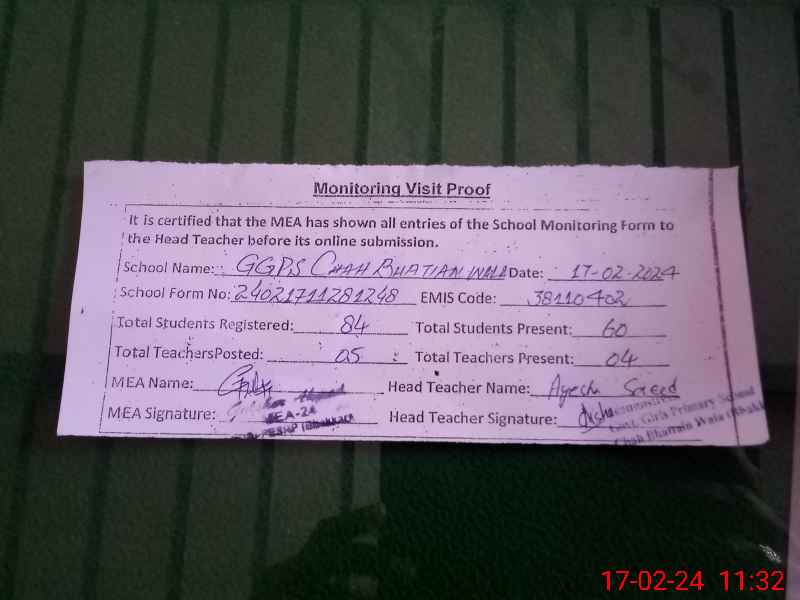 Monitoring Visit Proof
It is certified that the MEA has shown all entries of the School Monitoring Form to
the Head Teacher before its online submission.
School Name: GGPS CHAH BHATIAN WALA Date: 17-02-2024
School Form No: 24021711281248 EMIS Code: 38110402
Total Students Registered: 84 Total Students Present: 60
Total TeachersPosted: 05 Total Teachers Present: 04
MEA Name: Head Teacher Name: Ayesha Saeed
MEA Signature: MEA-24 Head Teacher Signature:
Govt. Girls Primary School
Chah Bhattain Wala
17-02-24 11:32